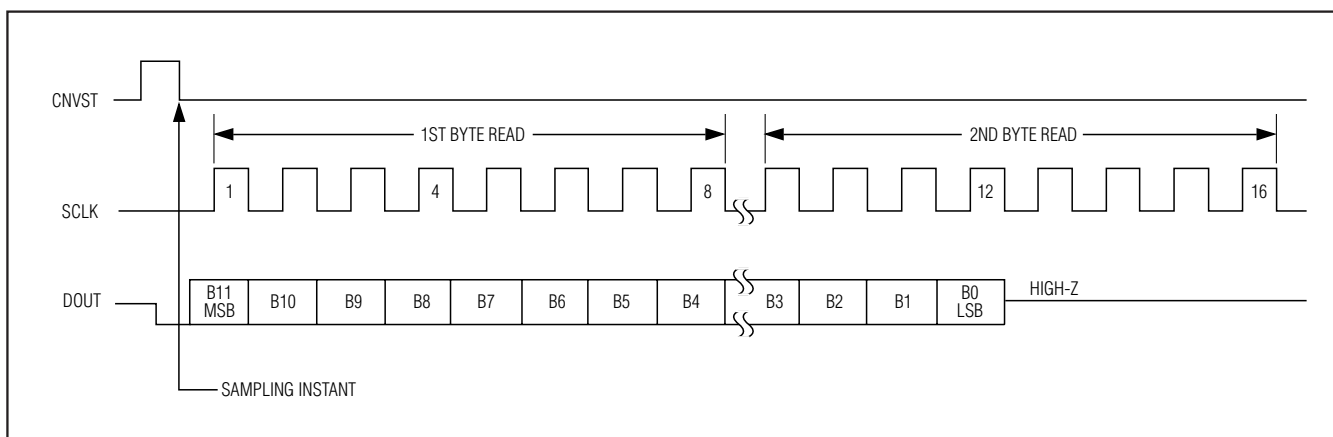 CNVST
1ST BYTE READ
2ND BYTE READ
SCLK
1
4
8
12
16
DOUT
B11
MSB
B10
B9
B8
B7
B6
B5
B4
B3
B2
B1
B0
LSB
HIGH-Z
SAMPLING INSTANT